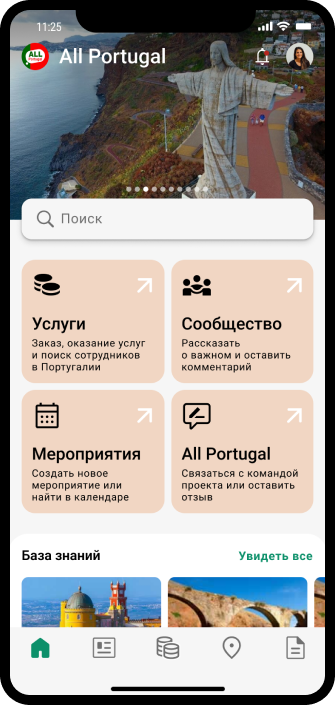 11:25
ALL
Portugal
All Portugal
Поиск
Услуги
Заказ, оказание услуг
и поиск сотрудников
в Португалии
Сообщество
Рассказать
о важном и оставить
комментарий
Мероприятия
Создать новое
мероприятие или
найти в календаре
All Portugal
Связаться с командой
проекта или оставить
отзыв
База знаний
Увидеть все